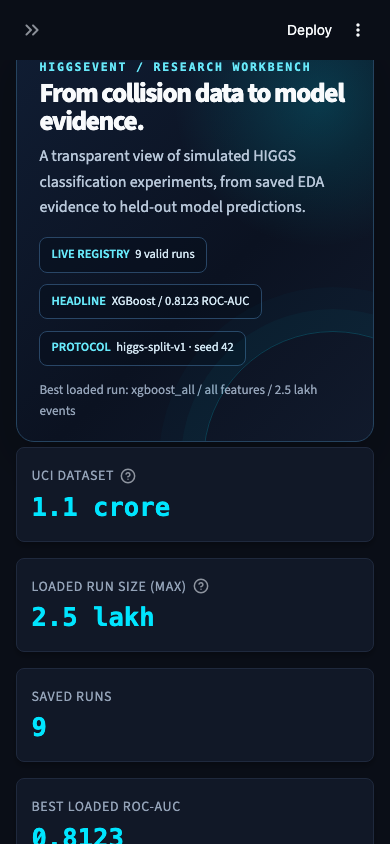 Deploy
HIGGSEVENT / RESEARCH WORKBENCH
From collision data to model
evidence.
A transparent view of simulated HIGGS
classification experiments, from saved EDA
evidence to held-out model predictions.
LIVE REGISTRY 9 valid runs
HEADLINE XGBoost / 0.8123 ROC-AUC
PROTOCOL higgs-split-v1 · seed 42
Best loaded run: xgboost_all / all features / 2.5 lakh
events
UCI DATASET
1.1 crore
LOADED RUN SIZE (MAX)
2.5 lakh
SAVED RUNS
9
BEST LOADED ROC-AUC
0.8123